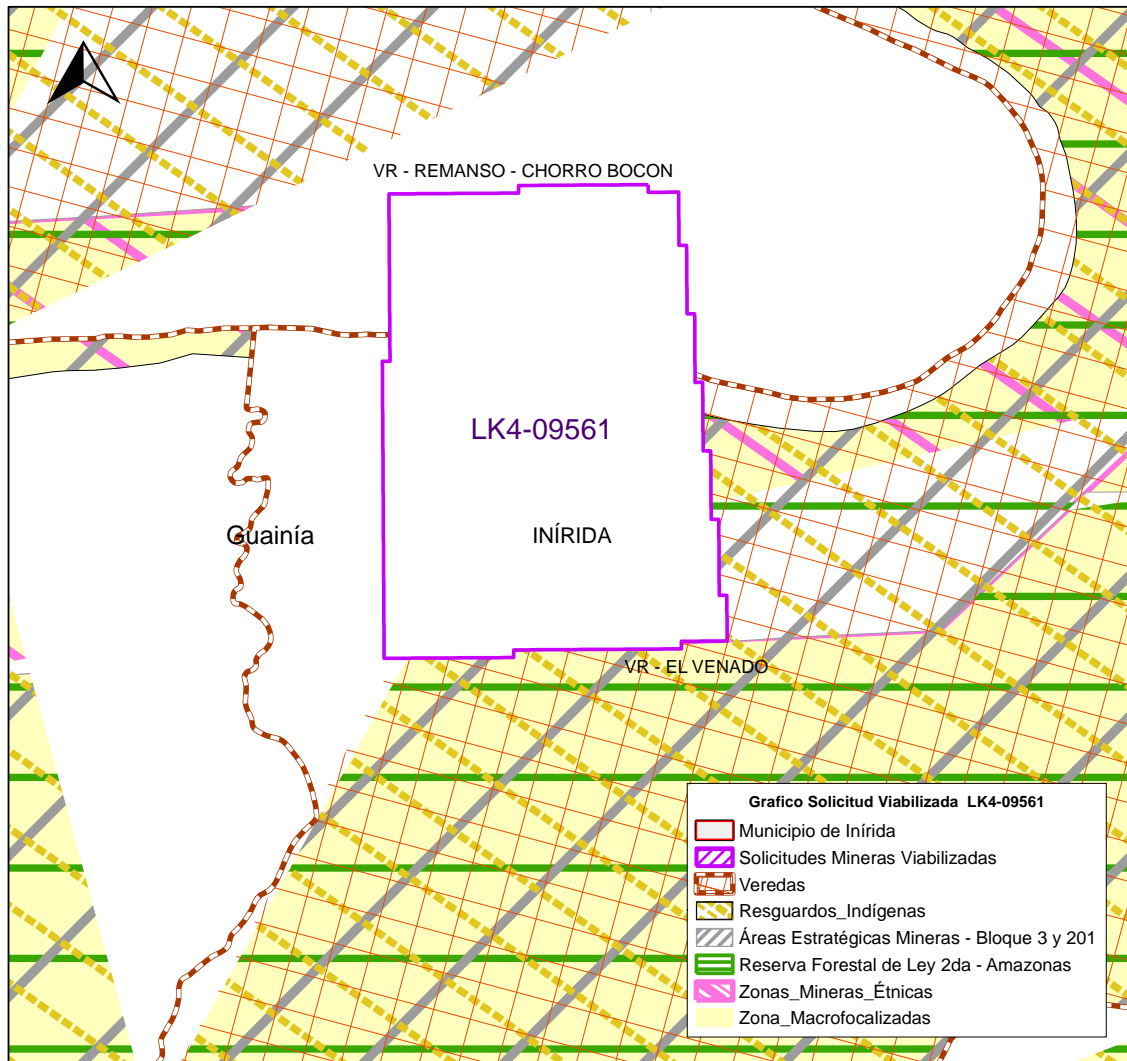 VR - REMANSO - CHORRO BOCON
LK4-09561
Guainía
INÍRIDA
VR - EL VENADO
Grafico Solicitud Viabilizada LK4-09561
Municipio de Inírida
Solicitudes Mineras Viabilizadas
Veredas
Resguardos_Indígenas
Áreas Estratégicas Mineras - Bloque 3 y 201
Reserva Forestal de Ley 2da - Amazonas
Zonas_Mineras_Étnicas
Zona_Macrofocalizadas